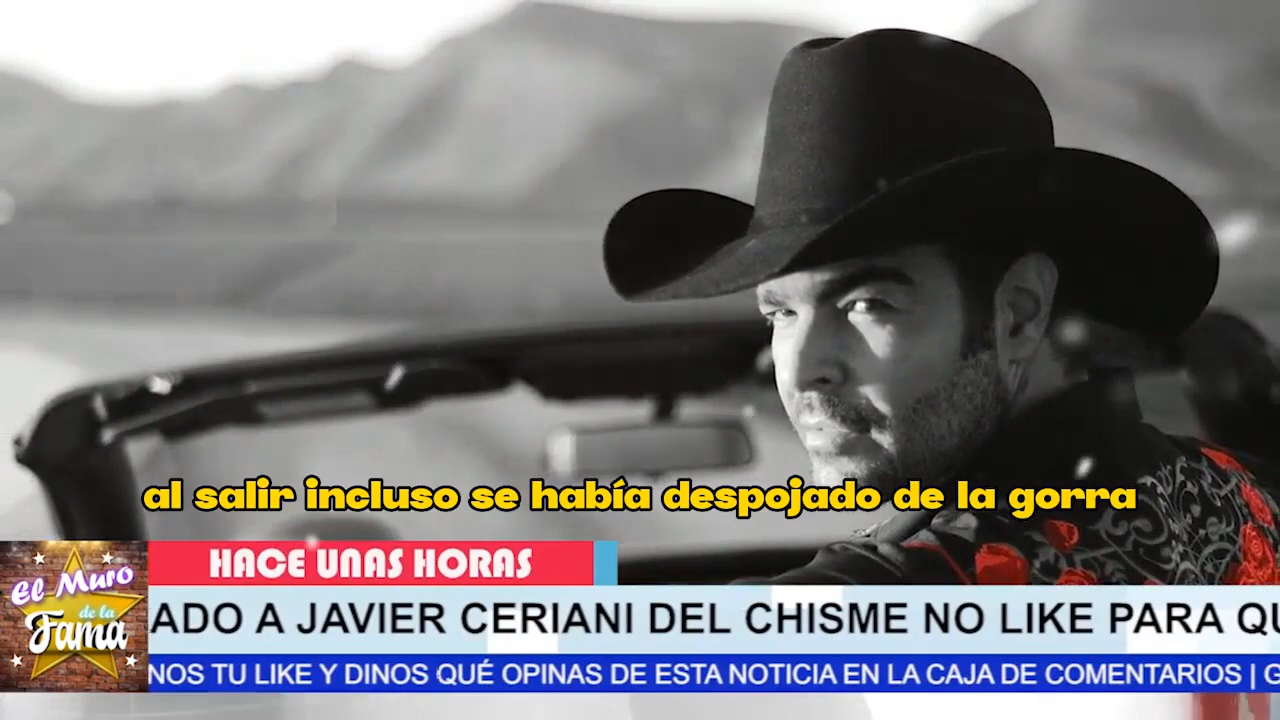 al salir incluso se había despojado de la gorra
HACE UNAS HORAS
El Muro
de la
Fama
ADO A JAVIER CERIANI DEL CHISME NO LIKE PARA QU
NOS TU LIKE Y DINOS QUÉ OPINAS DE ESTA NOTICIA EN LA CAJA DE COMENTARIOS | G